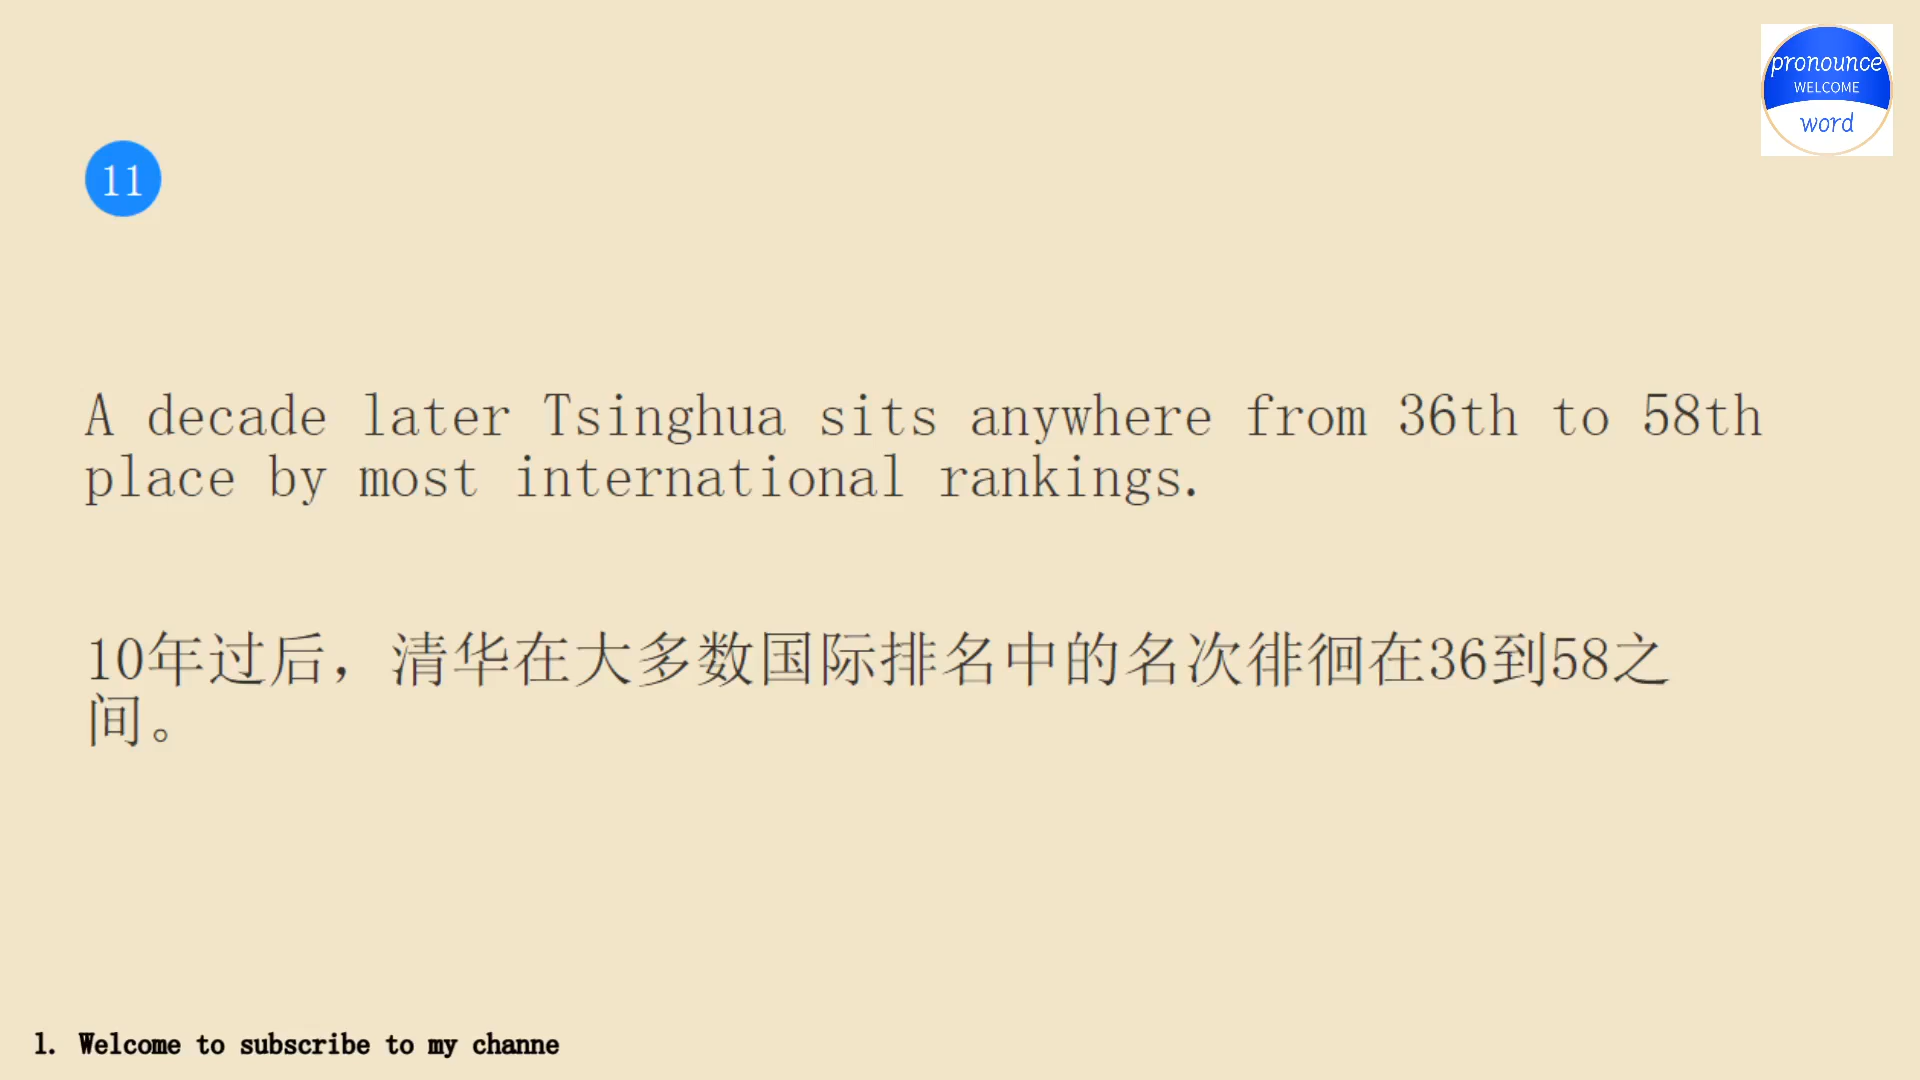 pronounce
WELCOME
word
11
A decade later Tsinghua sits anywhere from 36th to 58th
place by most international rankings.
10年过后，清华在大多数国际排名中的名次徘徊在36到58之
间。
1. Welcome to subscribe to my channe